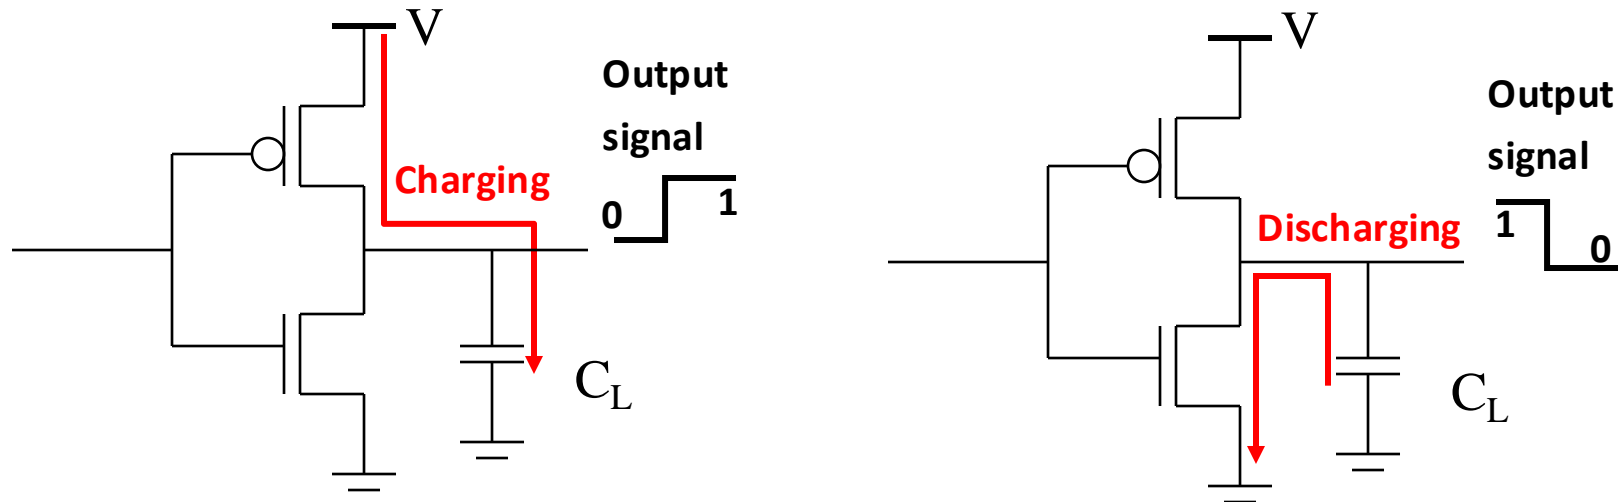 V
Output
signal
Charging
0 1
C_L
V
Output
signal
1
Discharging
0
C_L